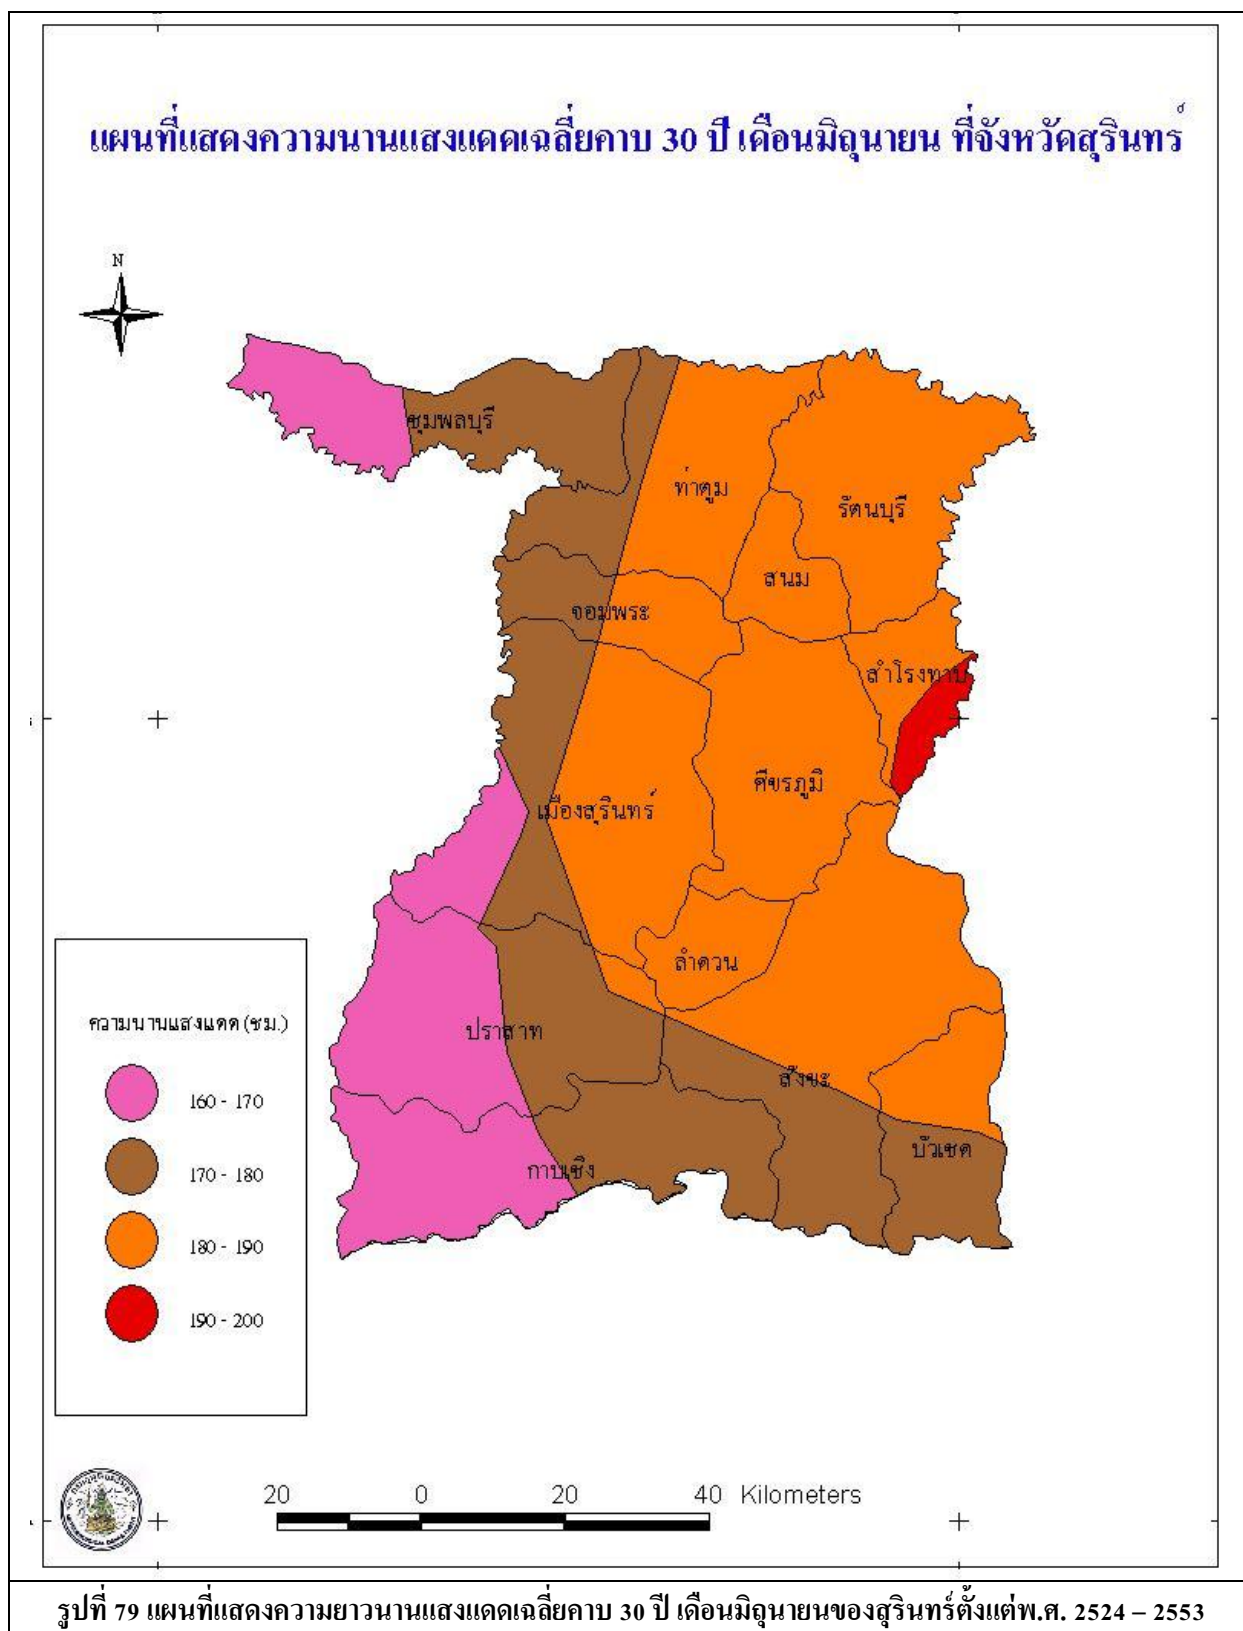 แผนที่แสดงความนานแสงแดดเฉลี่ยคาบ 30 ปี เดือนมิถุนายน ที่จังหวัดสุรินทร์
N
ชุมพลบุรี
ท่าตูม
รัตนบุรี
สนม
จอมพระ
สำโรงทาบ
ศีขรภูมิ
เมืองสุรินทร์
ลำดวน
ปราสาท
สังขะ
บัวเชด
กาบเชิง
ความนานแสงแดด (ชม.)
160 - 170
170 - 180
180 - 190
190 - 200
20 0 20 40 Kilometers
รูปที่ 79 แผนที่แสดงความยาวนานแสงแดดเฉลี่ยคาบ 30 ปี เดือนมิถุนายนของสุรินทร์ตั้งแต่พ.ศ. 2524 – 2553